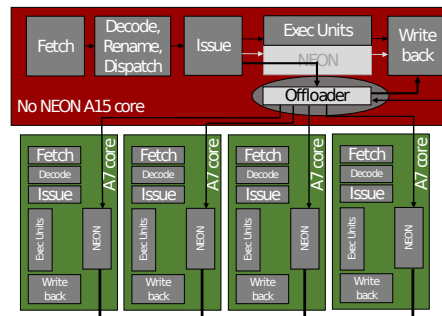 Fetch
Decode,
Rename,
Dispatch
Issue
Exec Units
NEON
Write
back
Offloader
No NEON A15 core
Fetch
Decode
Issue
Exec Units
NEON
Write
back
A7 core
Fetch
Decode
Issue
Exec Units
NEON
Write
back
A7 core
Fetch
Decode
Issue
Exec Units
NEON
Write
back
A7 core
Fetch
Decode
Issue
Exec Units
NEON
Write
back
A7 core